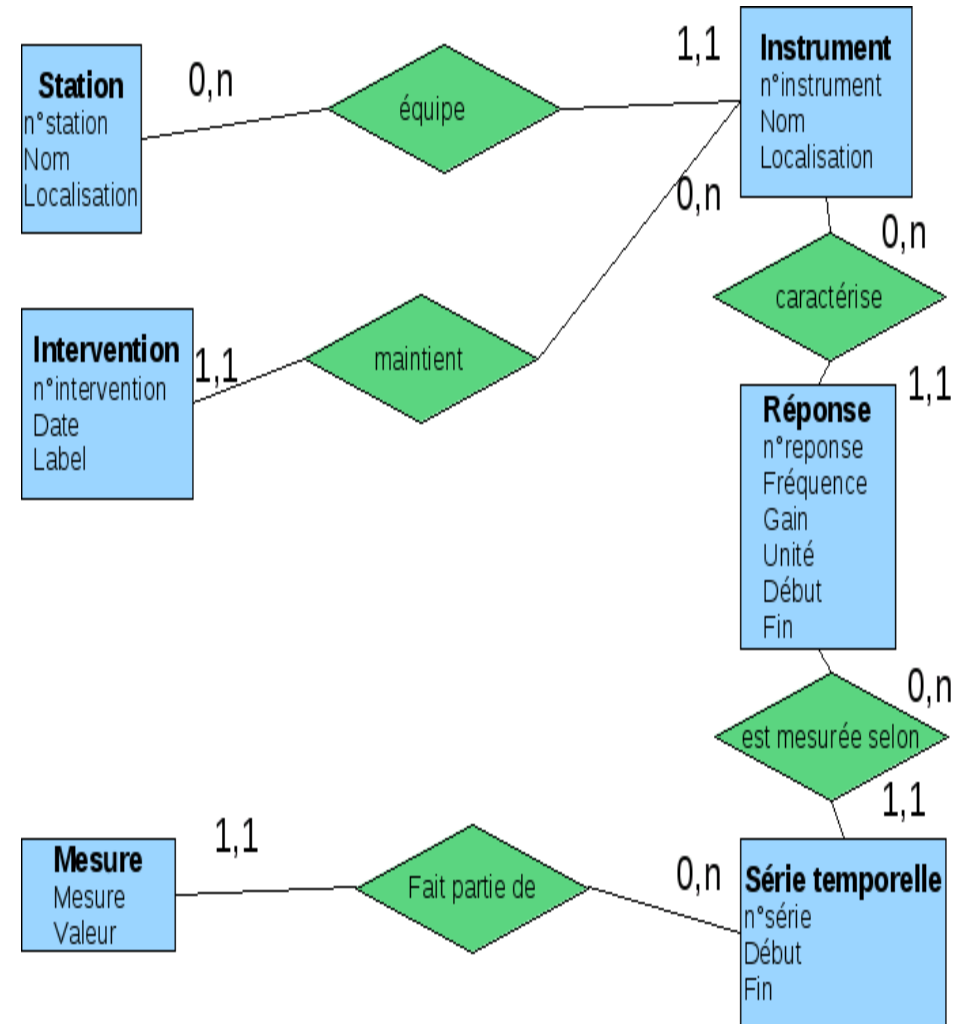 Station
n°station
Nom
Localisation
0,n
équipe
1,1
Instrument
n°instrument
Nom
Localisation
0,n
0,n
caractérise
Intervention
n°intervention
Date
Label
1,1
maintient
1,1
Réponse
n°reponse
Fréquence
Gain
Unité
Début
Fin
0,n
est mesurée selon
1,1
Mesure
Mesure
Valeur
1,1
Fait partie de
0,n
Série temporelle
n°série
Début
Fin